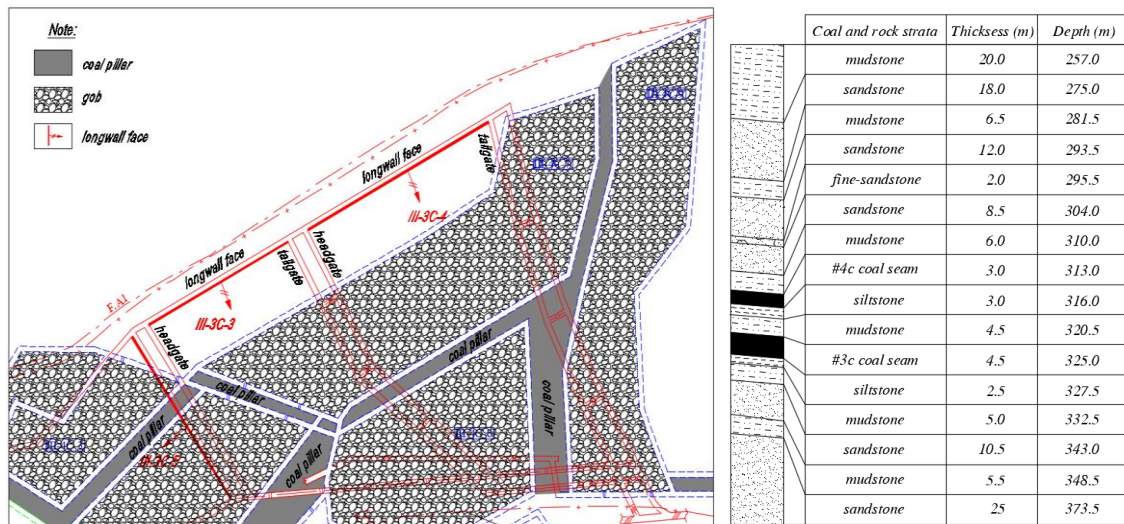 Note:
coal pillar
gob
longwall face
longwall face
tailgate
III-3C-4
longwall face
headgate
tailgate
F.AI
III-3C-3
headgate
coal pillar
coal pillar
coal pillar
coal pillar
coal pillar
III-3C-5
Coal and rock strata Thicksess (m) Depth (m)
mudstone 20.0 257.0
sandstone 18.0 275.0
mudstone 6.5 281.5
sandstone 12.0 293.5
fine-sandstone 2.0 295.5
sandstone 8.5 304.0
mudstone 6.0 310.0
#4c coal seam 3.0 313.0
siltstone 3.0 316.0
mudstone 4.5 320.5
#3c coal seam 4.5 325.0
siltstone 2.5 327.5
mudstone 5.0 332.5
sandstone 10.5 343.0
mudstone 5.5 348.5
sandstone 25 373.5